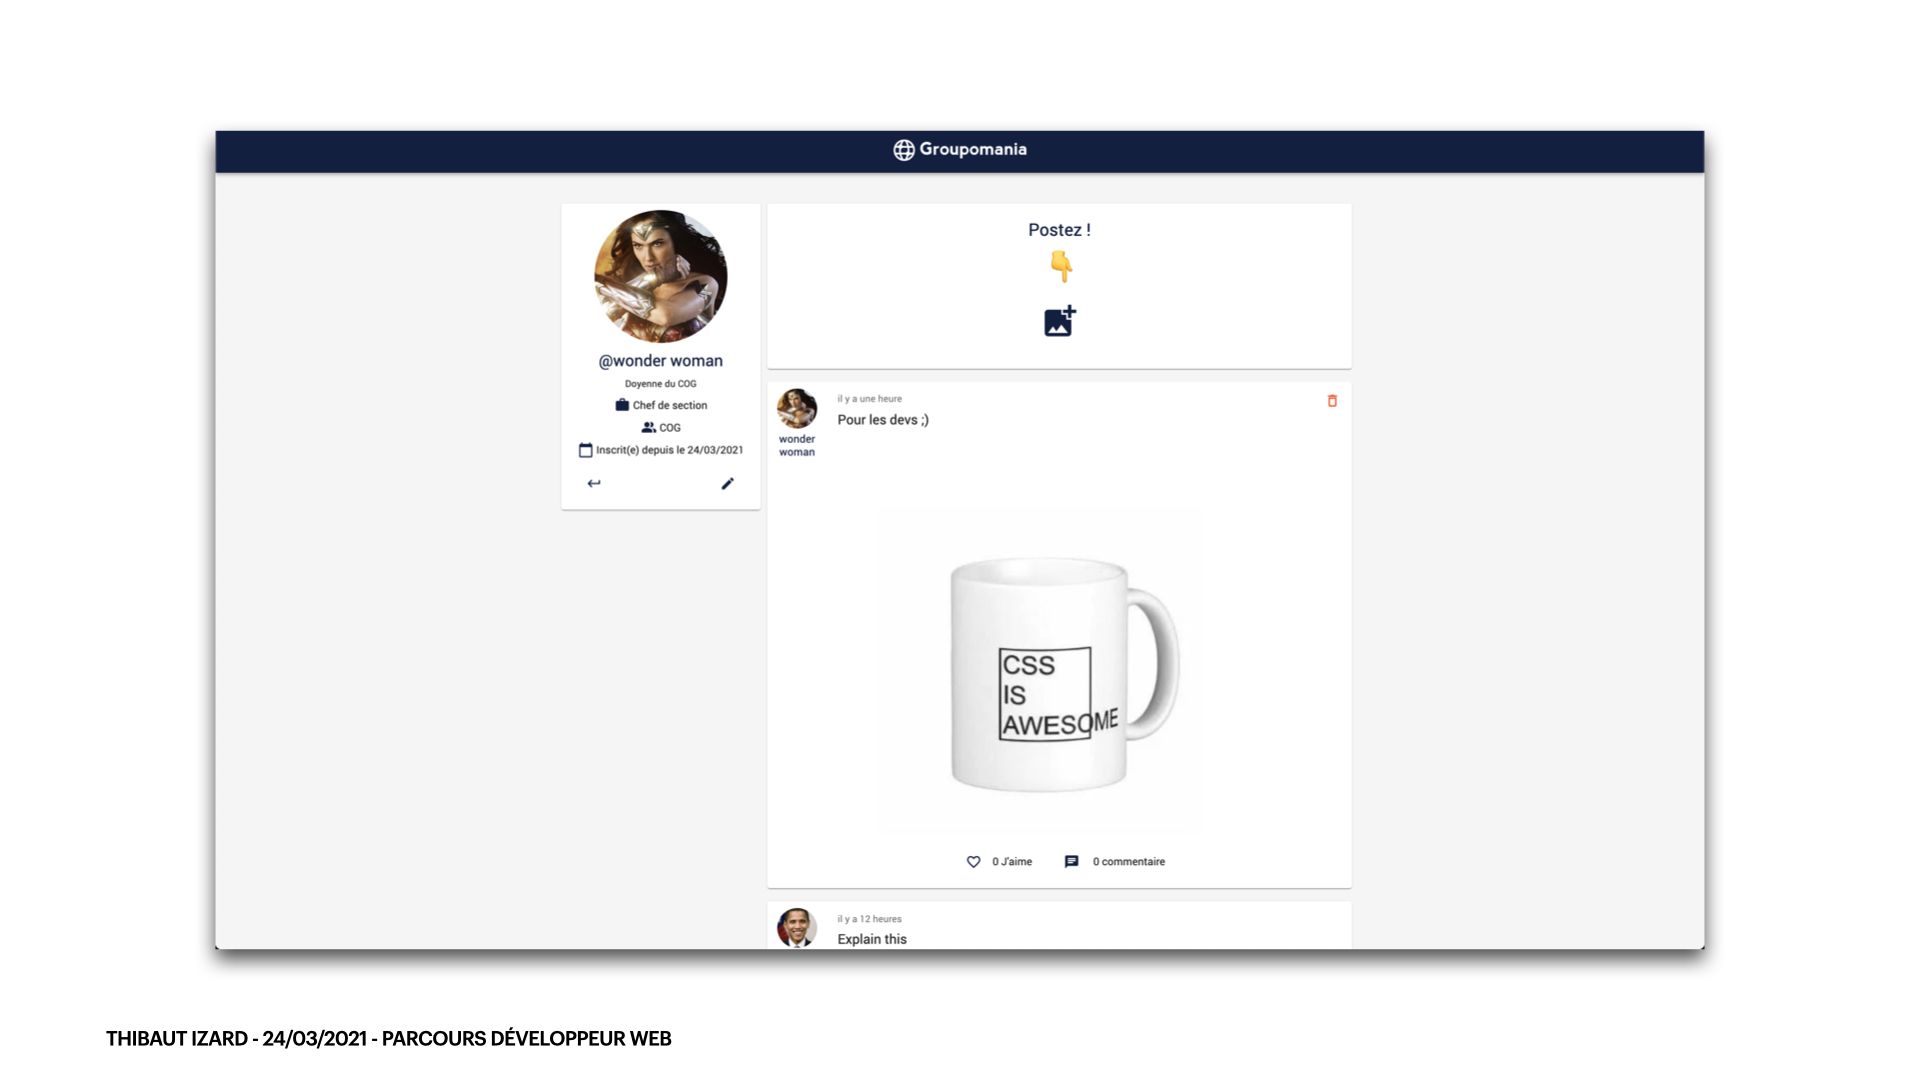 Groupomania
@wonder woman
Doyenne du COG
Chef de section
COG
Inscrit(e) depuis le 24/03/2021
Postez !
il y a une heure
Pour les devs ;)
wonder
woman
CSS
IS
AWESOME
0 J'aime
0 commentaire
il y a 12 heures
Explain this
THIBAUT IZARD - 24/03/2021 - PARCOURS DÉVELOPPEUR WEB